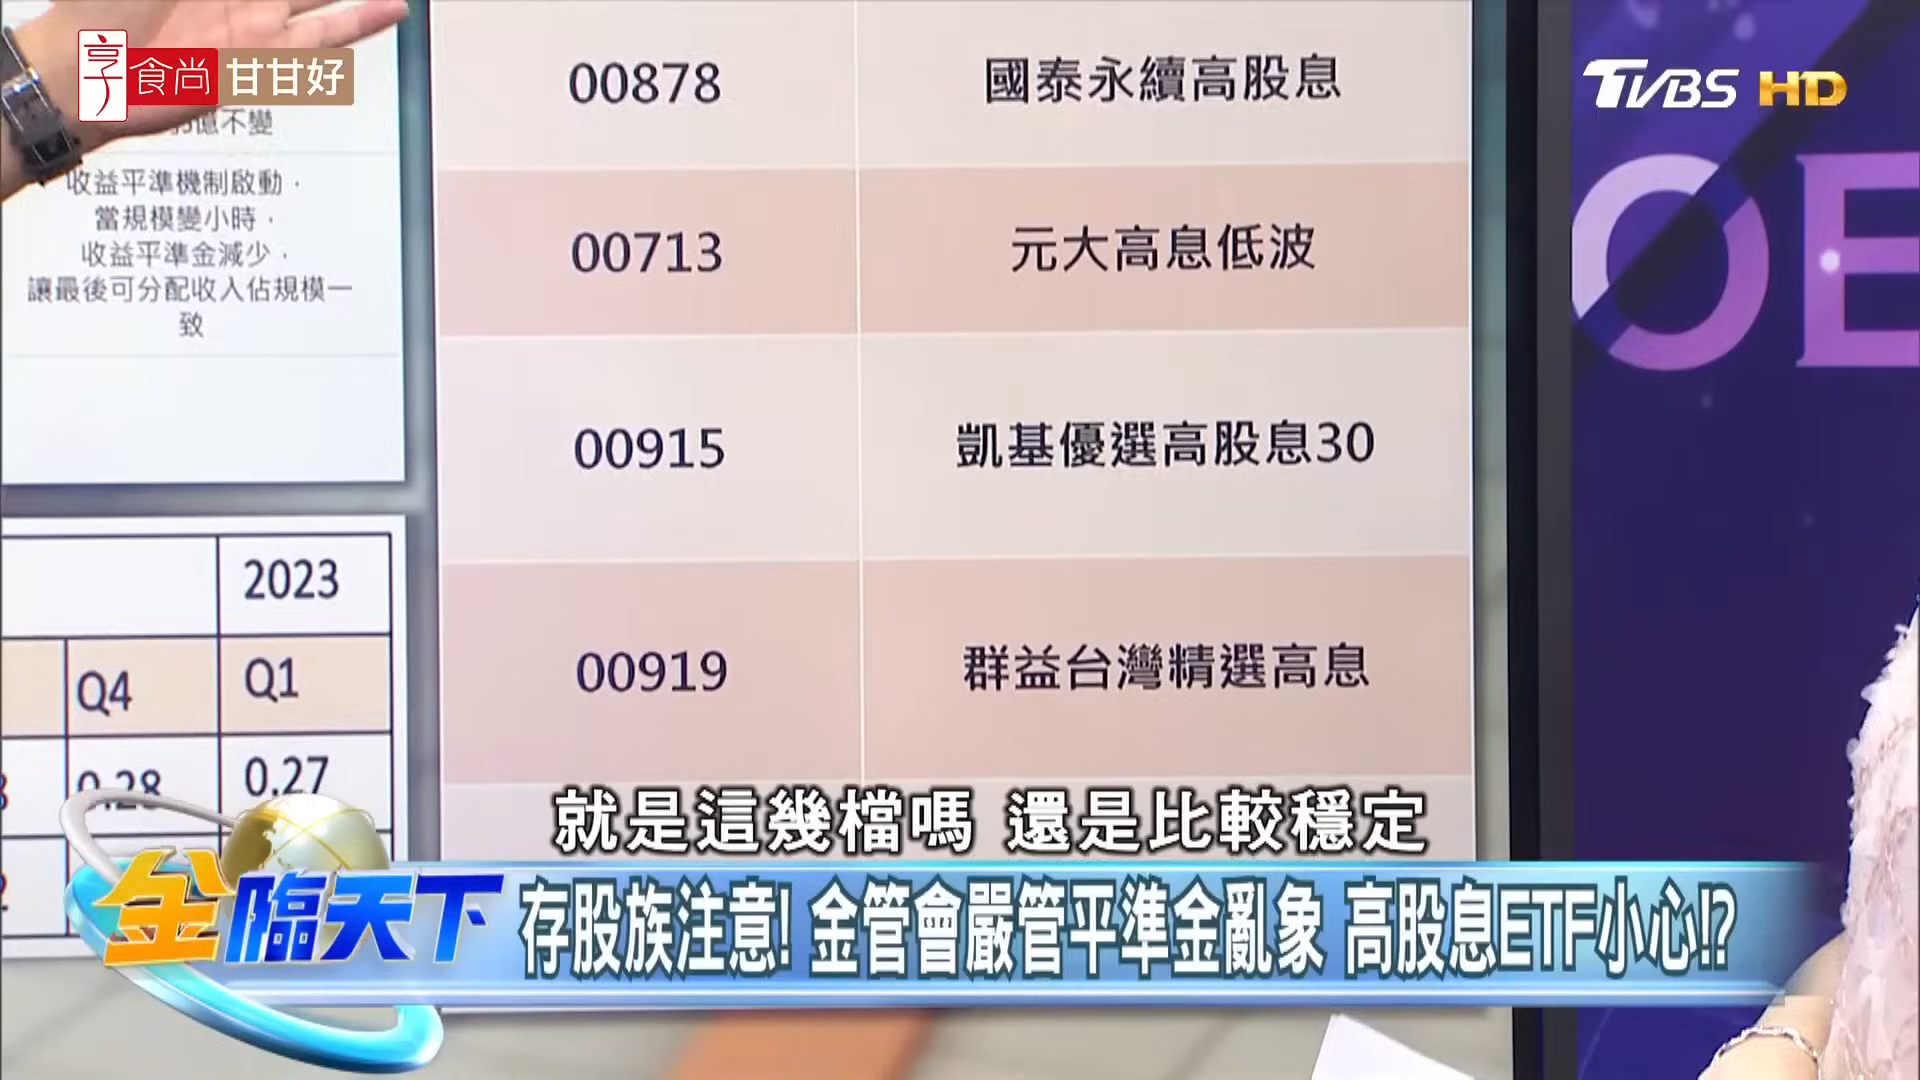 享 食尚 甘甘好
億不變
收益平準機制啟動，
當規模變小時，
收益平準金減少，
讓最後可分配收入佔規模一
致
2023
Q4 Q1
0.28 0.27
00878 國泰永續高股息
00713 元大高息低波
00915 凱基優選高股息30
00919 群益台灣精選高息
TVBS HD
OE
就是這幾檔嗎 還是比較穩定
金臨天下
存股族注意! 金管會嚴管平準金亂象 高股息ETF小心!?